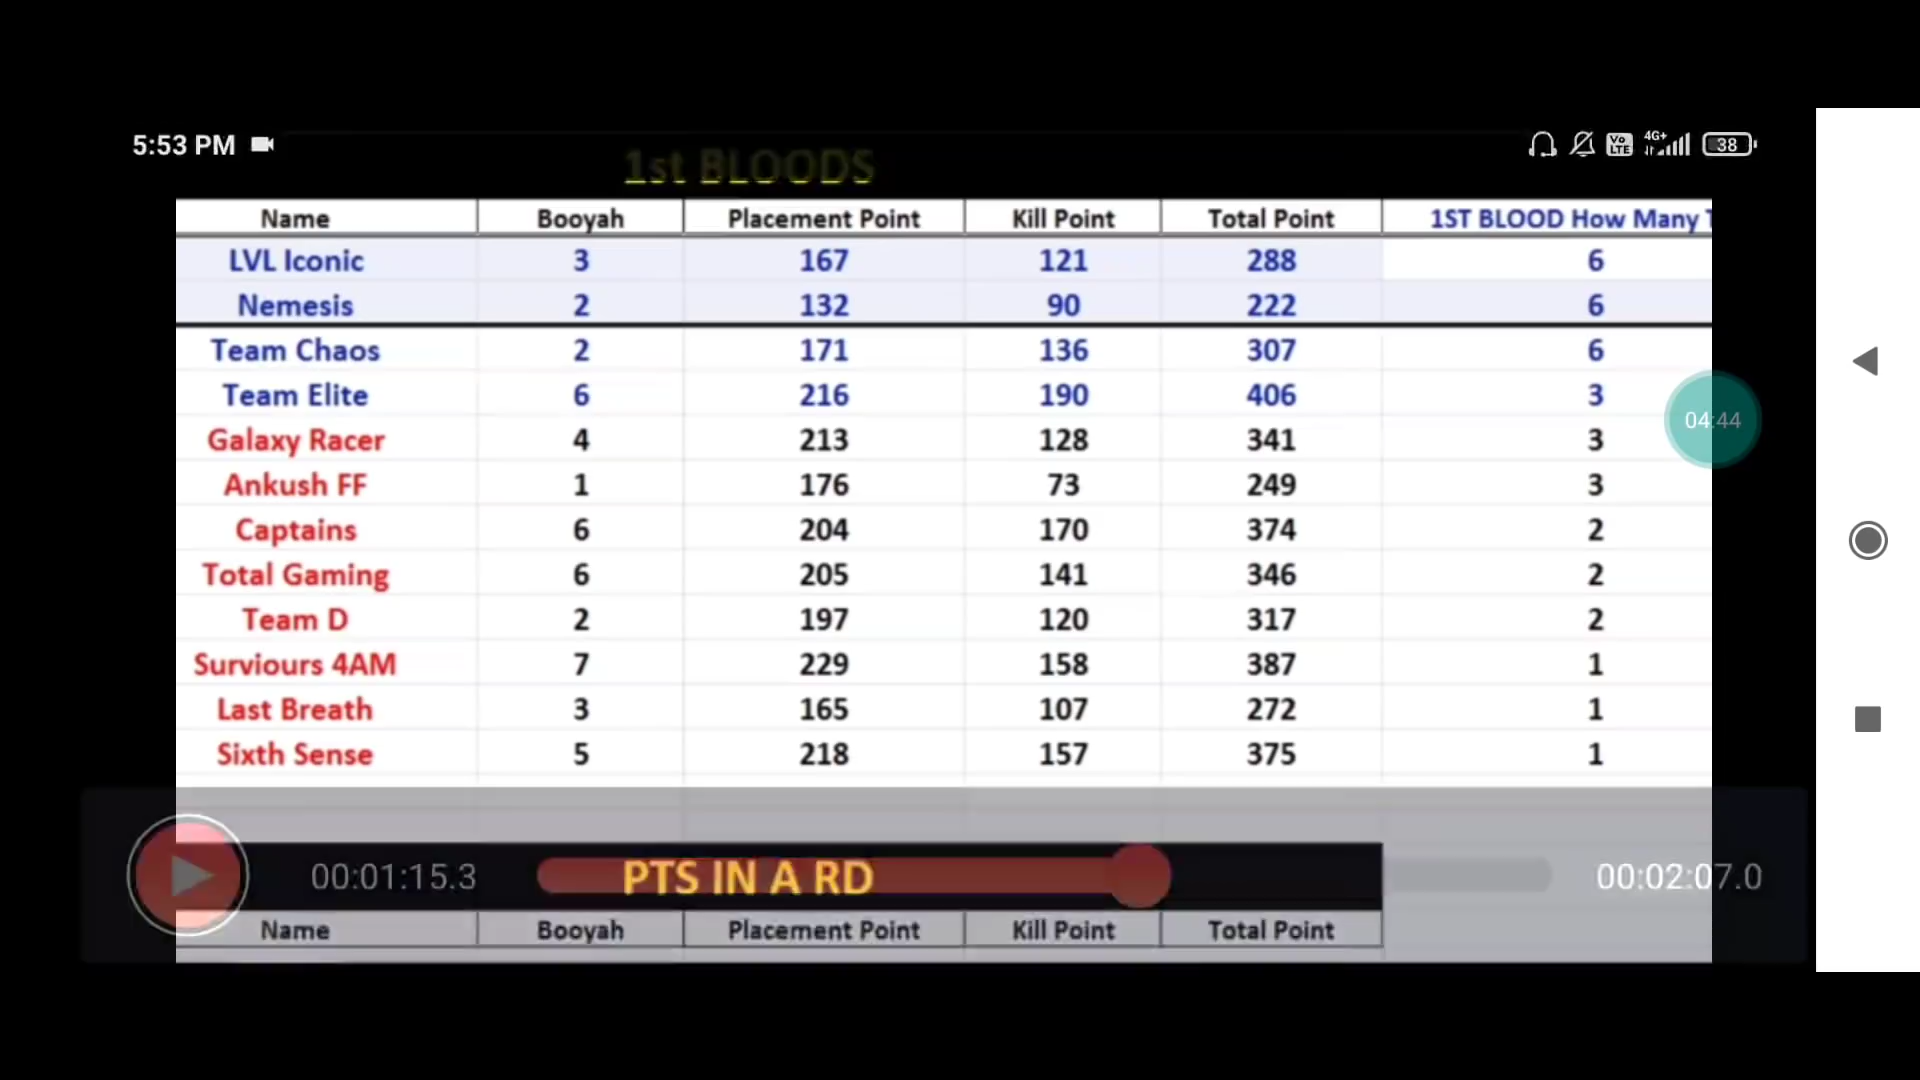 5:53 PM
Vo LTE 4G+ 38
1st BLOODS
Name Booyah Placement Point Kill Point Total Point 1ST BLOOD How Many
LVL Iconic 3 167 121 288 6
Nemesis 2 132 90 222 6
Team Chaos 2 171 136 307 6
Team Elite 6 216 190 406 3
04:44
Galaxy Racer 4 213 128 341 3
Ankush FF 1 176 73 249 3
Captains 6 204 170 374 2
Total Gaming 6 205 141 346 2
Team D 2 197 120 317 2
Surviours 4AM 7 229 158 387 1
Last Breath 3 165 107 272 1
Sixth Sense 5 218 157 375 1
00:01:15.3 PTS IN A RD 00:02:07.0
Name Booyah Placement Point Kill Point Total Point